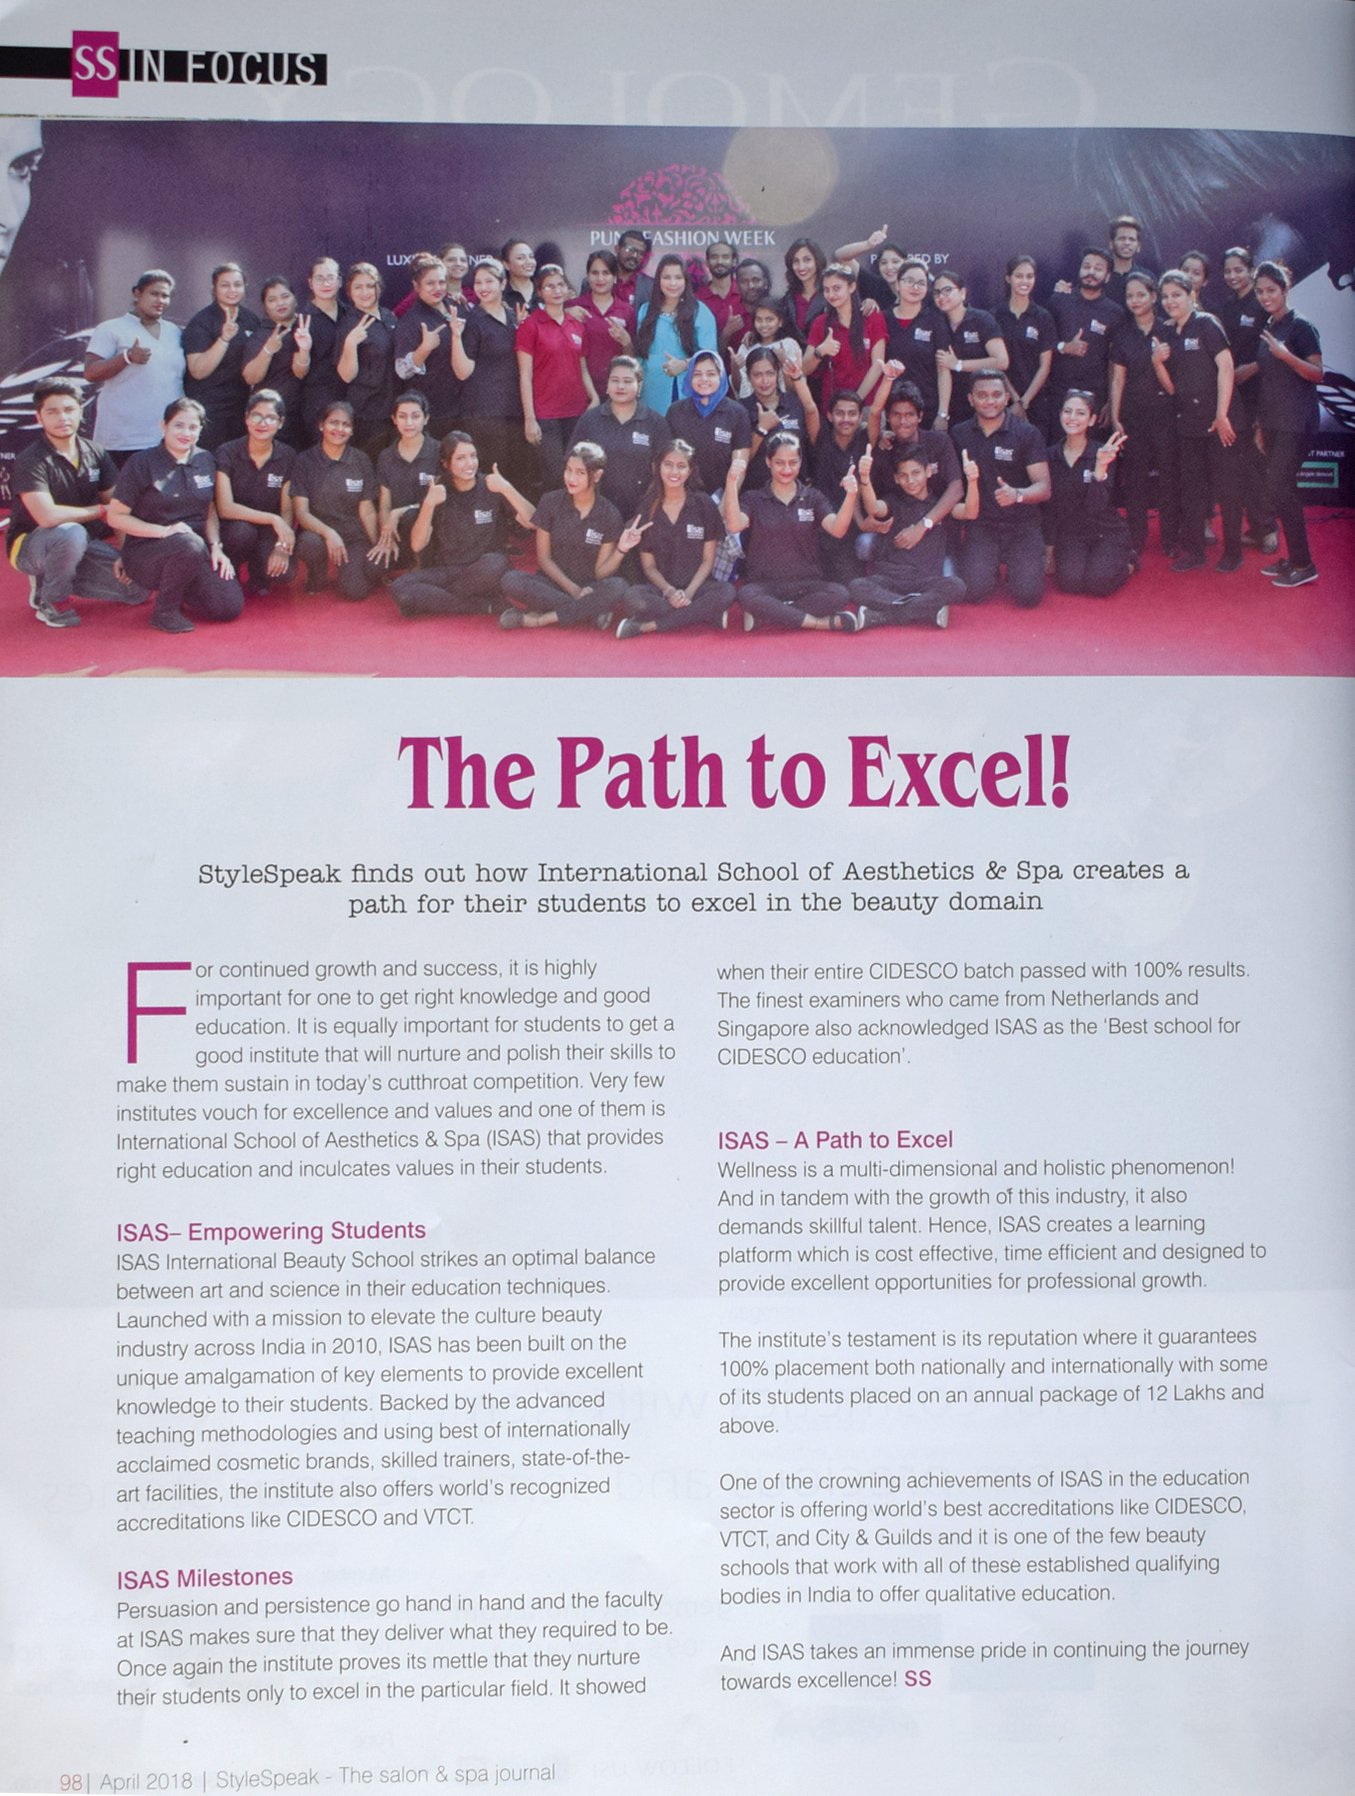 SS IN FOCUS
PUN FASHION WEEK
LUX
BY
PARTNER
The Path to Excel!
StyleSpeak finds out how International School of Aesthetics & Spa creates a
path for their students to excel in the beauty domain
For continued growth and success, it is highly
important for one to get right knowledge and good
education. It is equally important for students to get a
good institute that will nurture and polish their skills to
make them sustain in today's cutthroat competition. Very few
institutes vouch for excellence and values and one of them is
International School of Aesthetics & Spa (ISAS) that provides
right education and inculcates values in their students.
ISAS– Empowering Students
ISAS International Beauty School strikes an optimal balance
between art and science in their education techniques.
Launched with a mission to elevate the culture beauty
industry across India in 2010, ISAS has been built on the
unique amalgamation of key elements to provide excellent
knowledge to their students. Backed by the advanced
teaching methodologies and using best of internationally
acclaimed cosmetic brands, skilled trainers, state-of-the-
art facilities, the institute also offers world's recognized
accreditations like CIDESCO and VTCT.
ISAS Milestones
Persuasion and persistence go hand in hand and the faculty
at ISAS makes sure that they deliver what they required to be.
Once again the institute proves its mettle that they nurture
their students only to excel in the particular field. It showed
when their entire CIDESCO batch passed with 100% results.
The finest examiners who came from Netherlands and
Singapore also acknowledged ISAS as the 'Best school for
CIDESCO education'.
ISAS – A Path to Excel
Wellness is a multi-dimensional and holistic phenomenon!
And in tandem with the growth of this industry, it also
demands skillful talent. Hence, ISAS creates a learning
platform which is cost effective, time efficient and designed to
provide excellent opportunities for professional growth.
The institute's testament is its reputation where it guarantees
100% placement both nationally and internationally with some
of its students placed on an annual package of 12 Lakhs and
above.
One of the crowning achievements of ISAS in the education
sector is offering world's best accreditations like CIDESCO,
VTCT, and City & Guilds and it is one of the few beauty
schools that work with all of these established qualifying
bodies in India to offer qualitative education.
And ISAS takes an immense pride in continuing the journey
towards excellence! SS
98| April 2018 | StyleSpeak - The salon & spa journal